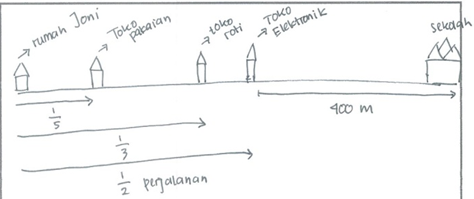 rumah Joni
Toko
pakaian
toko
roti
Toko
Elektronik
sekolah
1/5
400 m
1/3
1/2 perjalanan